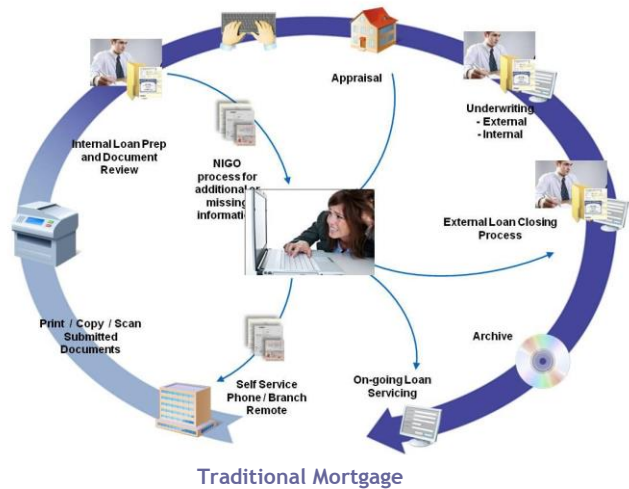 Appraisal
Underwriting
- External
- Internal
Internal Loan Prep
and Document
Review
NIGO
process for
additional or
missing
information
External Loan Closing
Process
Print / Copy / Scan
Submitted
Documents
Archive
Self Service
Phone / Branch
Remote
On-going Loan
Servicing
Traditional Mortgage